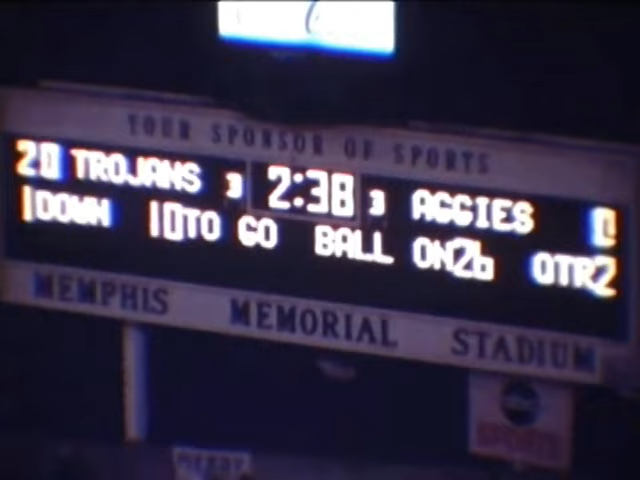 YOUR SPONSOR OF SPORTS
20 TROJANS 3 2:38 3 AGGIES 0
1DOWN 10TO GO BALL ON26 QTR2
MEMPHIS MEMORIAL STADIUM
SPORTS